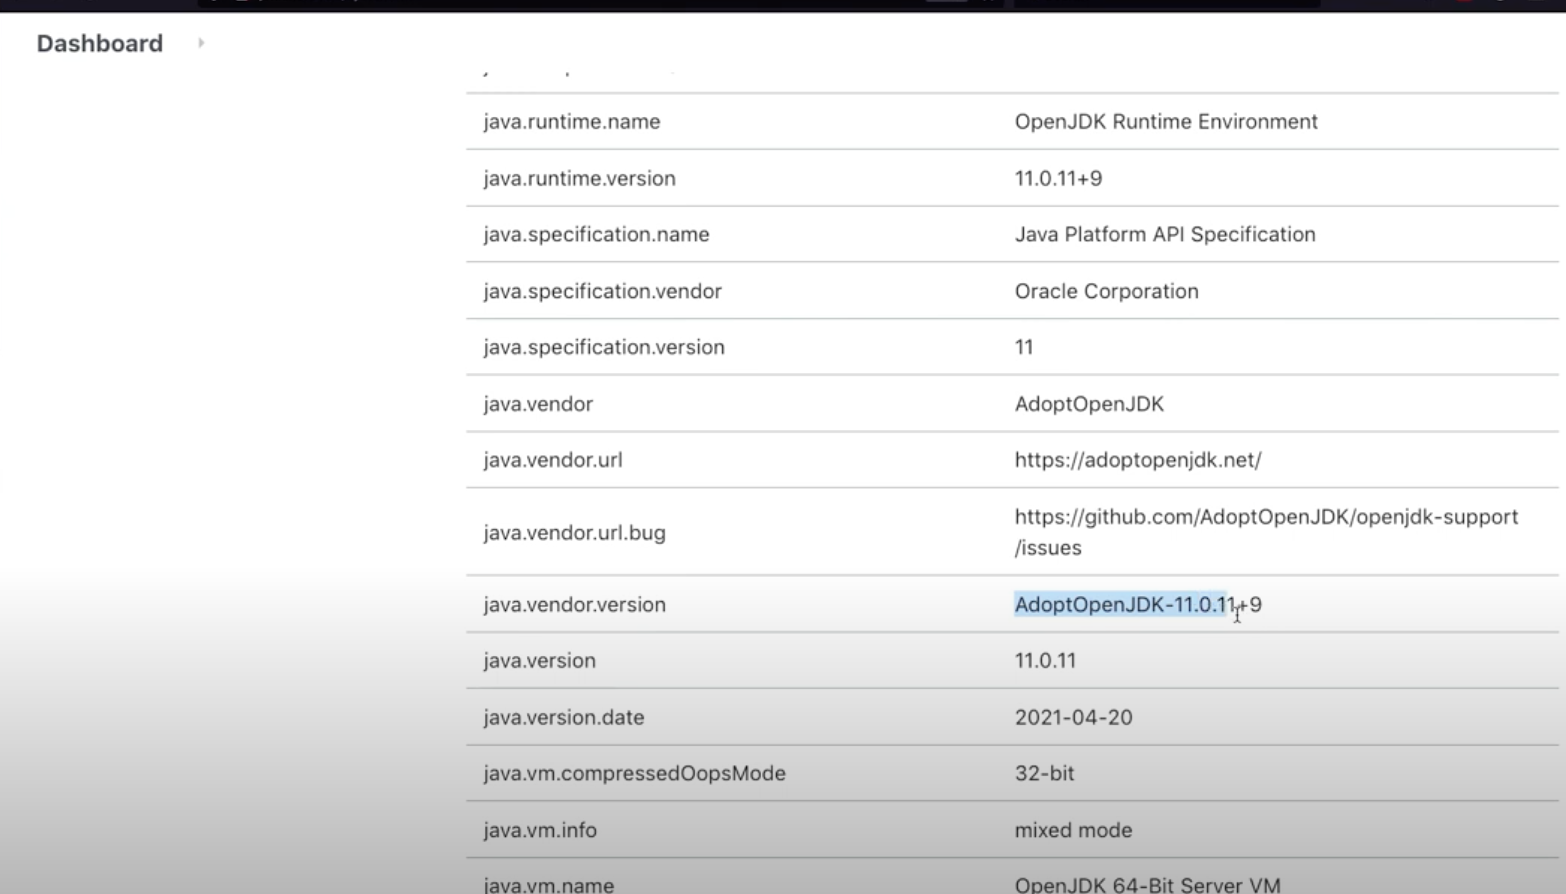 Dashboard
java.runtime.name OpenJDK Runtime Environment
java.runtime.version 11.0.11+9
java.specification.name Java Platform API Specification
java.specification.vendor Oracle Corporation
java.specification.version 11
java.vendor AdoptOpenJDK
java.vendor.url https://adoptopenjdk.net/
java.vendor.url.bug https://github.com/AdoptOpenJDK/openjdk-support
/issues
java.vendor.version AdoptOpenJDK-11.0.11+9
java.version 11.0.11
java.version.date 2021-04-20
java.vm.compressedOopsMode 32-bit
java.vm.info mixed mode
java.vm.name OpenJDK 64-Bit Server VM